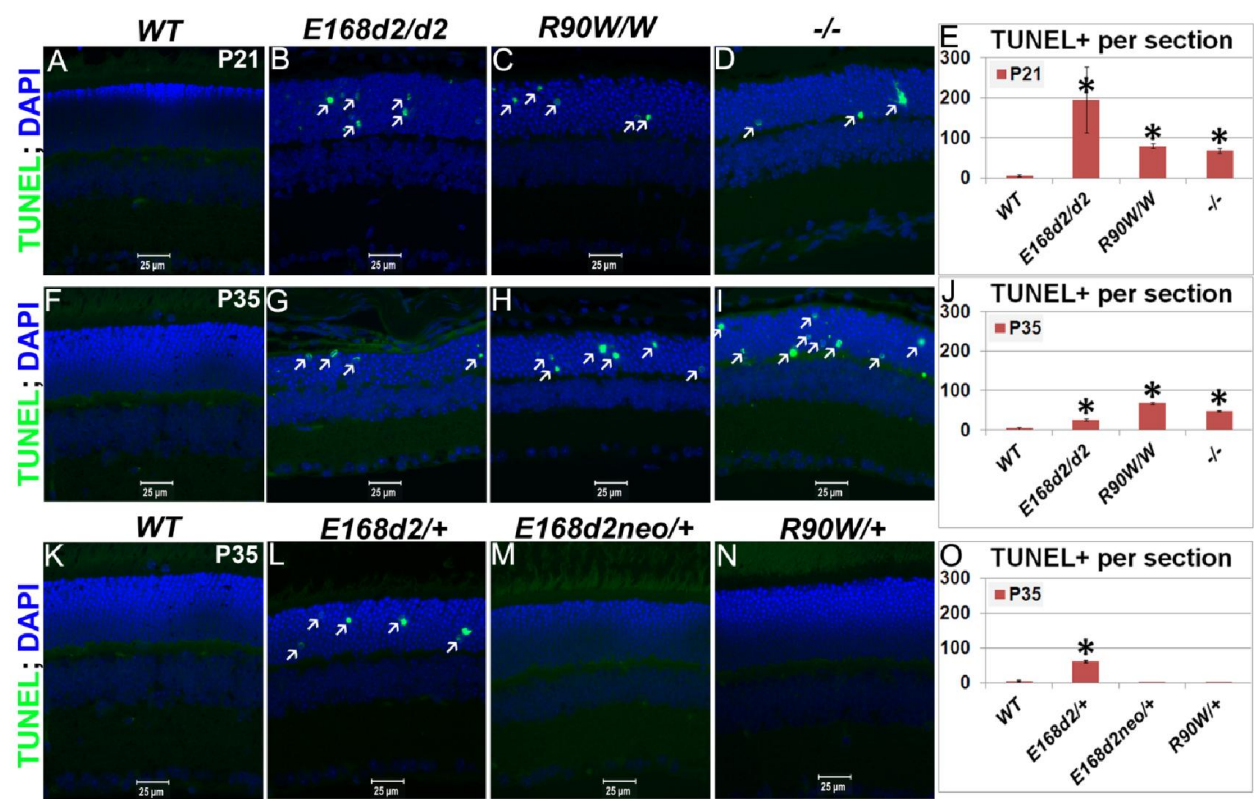 WT E168d2/d2 R90W/W -/-
TUNEL; DAPI
A P21 B C D
25 µm 25 µm 25 µm 25 µm
E TUNEL+ per section
P21
300
200
100
0
* * *
WT E168d2/d2 R90W/W -/-
TUNEL; DAPI
F P35 G H I
25 µm 25 µm 25 µm 25 µm
J TUNEL+ per section
P35
300
200
100
0
* * *
WT E168d2/d2 R90W/W -/-
WT E168d2/+ E168d2neo/+ R90W/+
TUNEL; DAPI
K P35 L M N
25 µm 25 µm 25 µm 25 µm
O TUNEL+ per section
P35
300
200
100
0
*
WT E168d2/+ E168d2neo/+ R90W/+